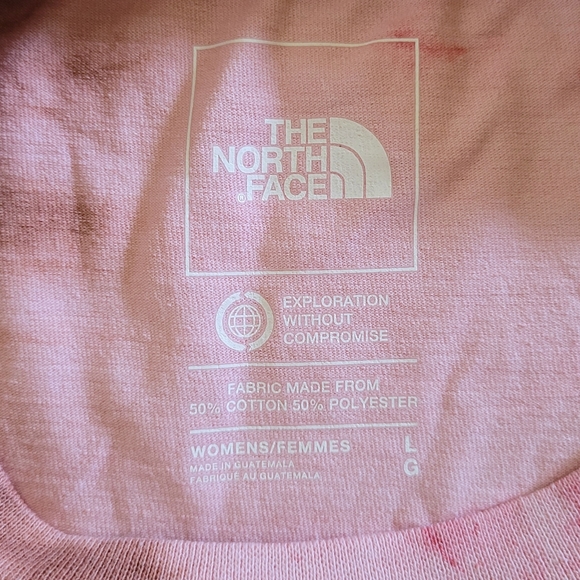 THE
NORTH
FACE
EXPLORATION
WITHOUT
COMPROMISE
FABRIC MADE FROM
50% COTTON 50% POLYESTER
WOMENS/FEMMES L
G
MADE IN GUATEMALA
FABRIQUÉ AU GUATEMALA